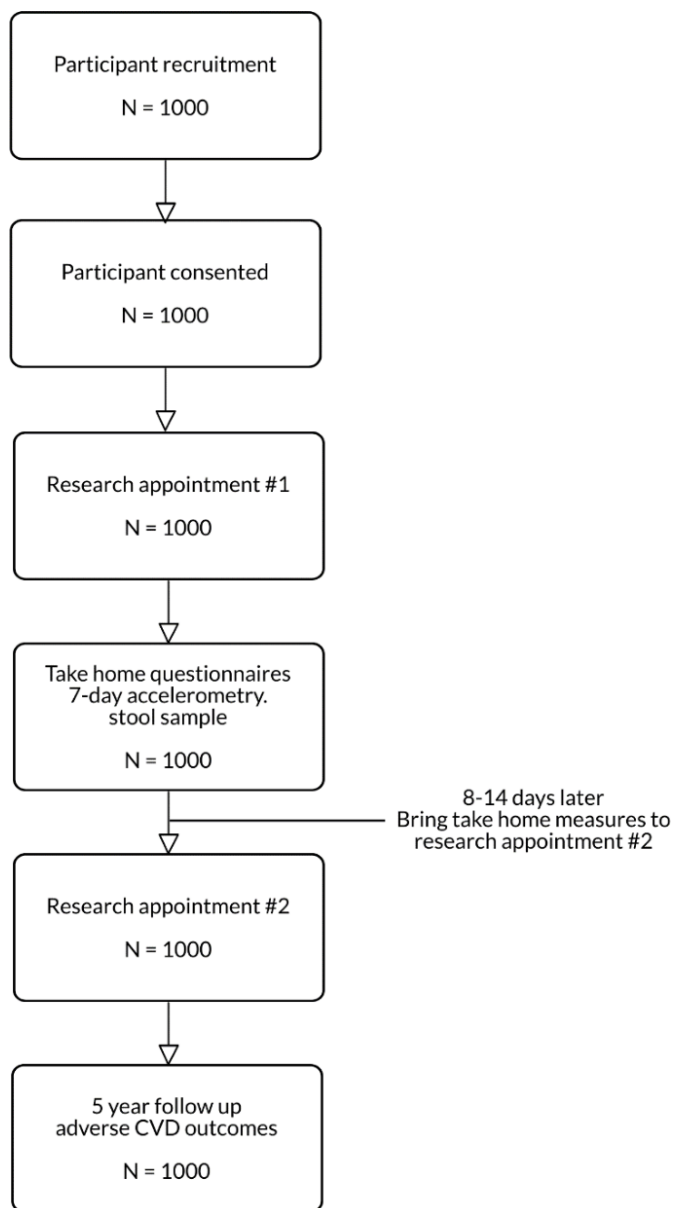 Participant recruitment
N = 1000
Participant consented
N = 1000
Research appointment #1
N = 1000
Take home questionnaires
7-day accelerometry.
stool sample
N = 1000
8-14 days later
Bring take home measures to
research appointment #2
Research appointment #2
N = 1000
5 year follow up
adverse CVD outcomes
N = 1000